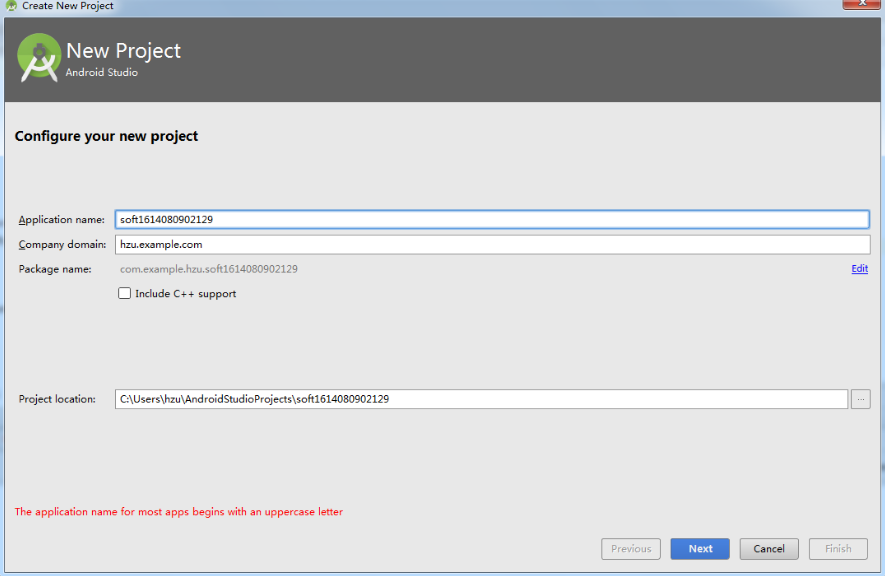 Create New Project
X
New Project
Android Studio
Configure your new project
Application name: soft1614080902129
Company domain: hzu.example.com
Package name: com.example.hzu.soft1614080902129 Edit
Include C++ support
Project location: C:\Users\hzu\AndroidStudioProjects\soft1614080902129 ...
The application name for most apps begins with an uppercase letter
Previous Next Cancel Finish